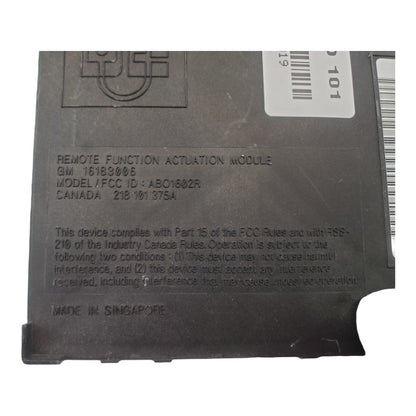 101
19
REMOTE FUNCTION ACTUATION MODULE
GM 16183006
MODEL/FCC ID : ABO1602R
CANADA 218 101 375A
This device complies with Part 15 of the FCC Rules and with RSS-
210 of the Industry Canada Rules. Operation is subject to the
following two conditions : (1) This device may not cause harmful
interference, and (2) this device must accept any interference
received, including interference that may cause undesired operation.
MADE IN SINGAPORE